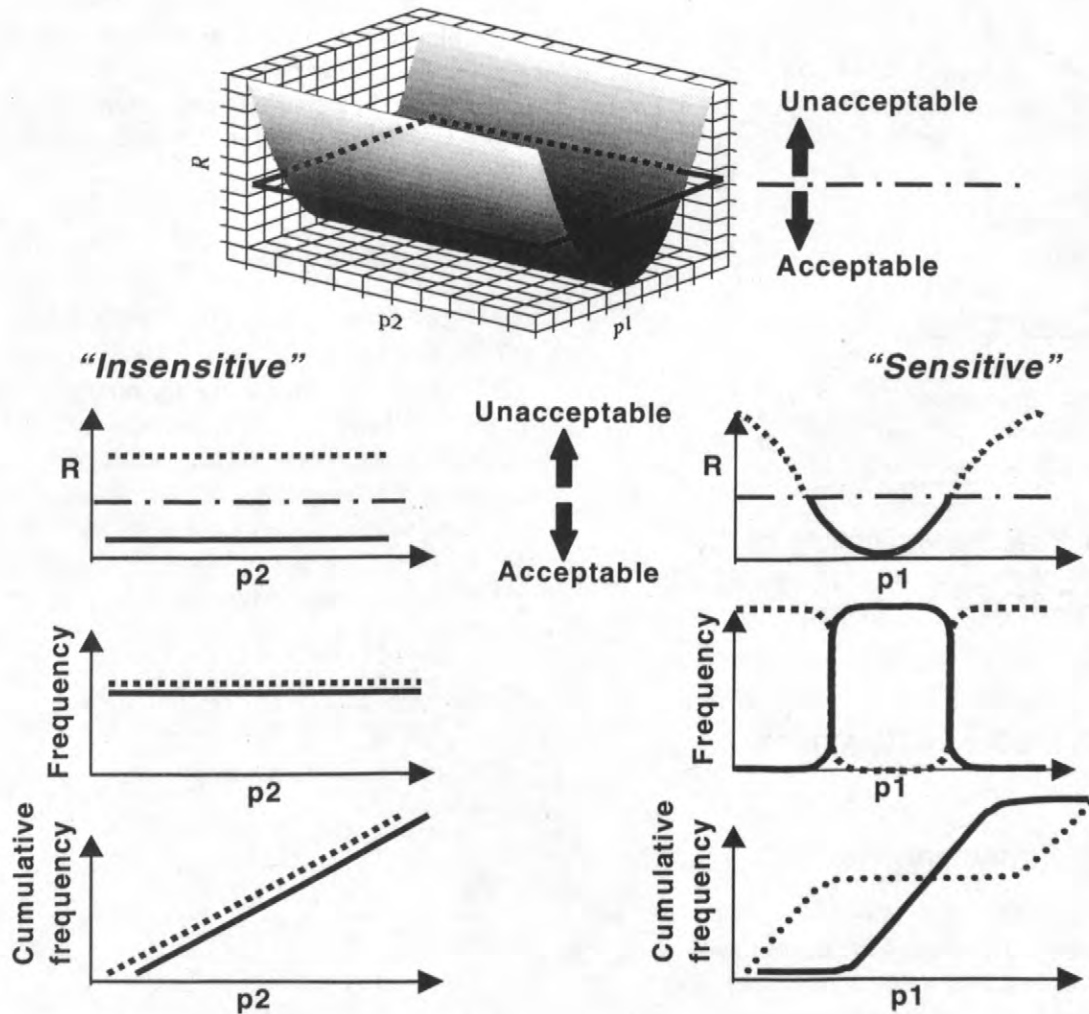 Unacceptable
R
Acceptable
p2
p1
“Insensitive”
“Sensitive”
Unacceptable
R
R
Acceptable
p2
p1
Frequency
Frequency
p2
p1
Cumulative
frequency
Cumulative
frequency
p2
p1